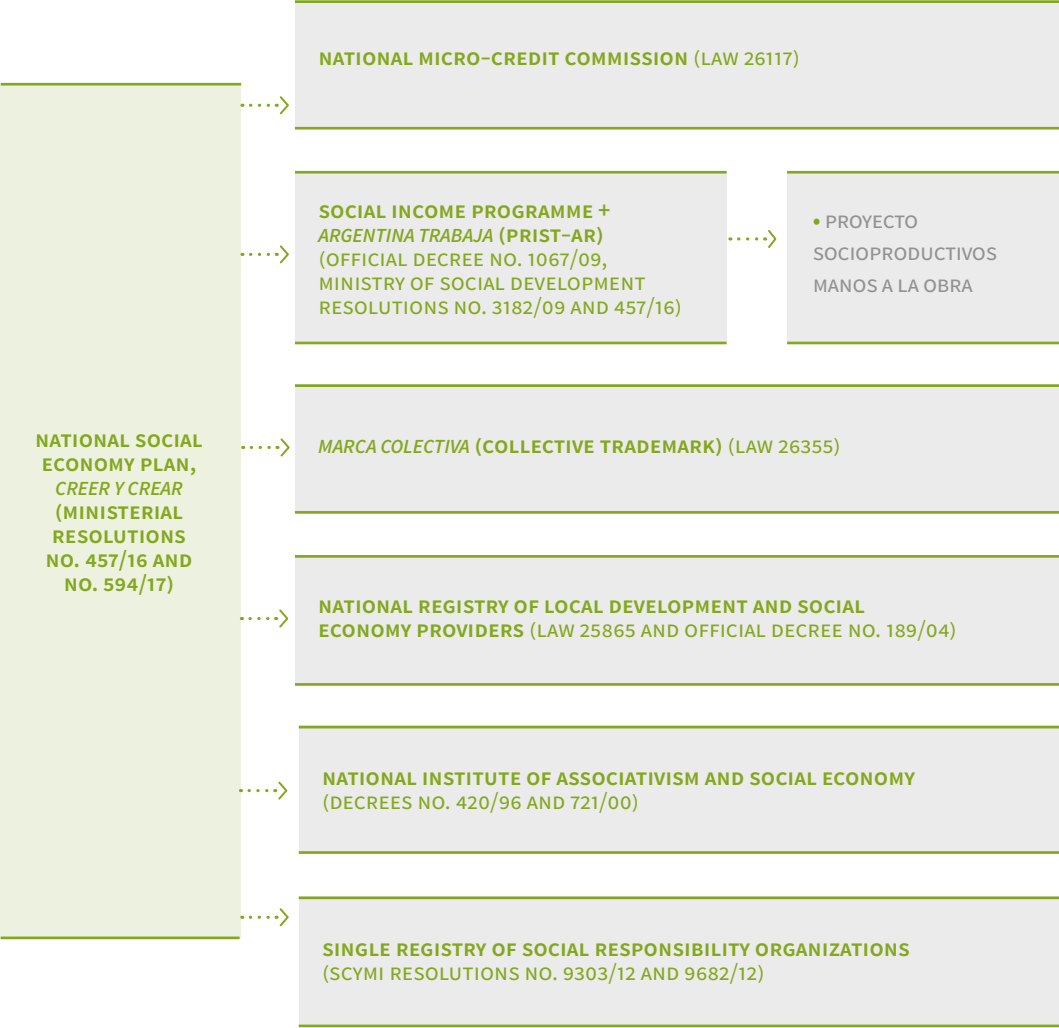 NATIONAL MICRO-CREDIT COMMISSION (LAW 26117)
SOCIAL INCOME PROGRAMME +
ARGENTINA TRABAJA (PRIST-AR)
(OFFICIAL DECREE NO. 1067/09,
MINISTRY OF SOCIAL DEVELOPMENT
RESOLUTIONS NO. 3182/09 AND 457/16)
• PROYECTO
SOCIOPRODUCTIVOS
MANOS A LA OBRA
NATIONAL SOCIAL
ECONOMY PLAN,
CREER Y CREAR
(MINISTERIAL
RESOLUTIONS
NO. 457/16 AND
NO. 594/17)
MARCA COLECTIVA (COLLECTIVE TRADEMARK) (LAW 26355)
NATIONAL REGISTRY OF LOCAL DEVELOPMENT AND SOCIAL
ECONOMY PROVIDERS (LAW 25865 AND OFFICIAL DECREE NO. 189/04)
NATIONAL INSTITUTE OF ASSOCIATIVISM AND SOCIAL ECONOMY
(DECREES NO. 420/96 AND 721/00)
SINGLE REGISTRY OF SOCIAL RESPONSIBILITY ORGANIZATIONS
(SCYMI RESOLUTIONS NO. 9303/12 AND 9682/12)